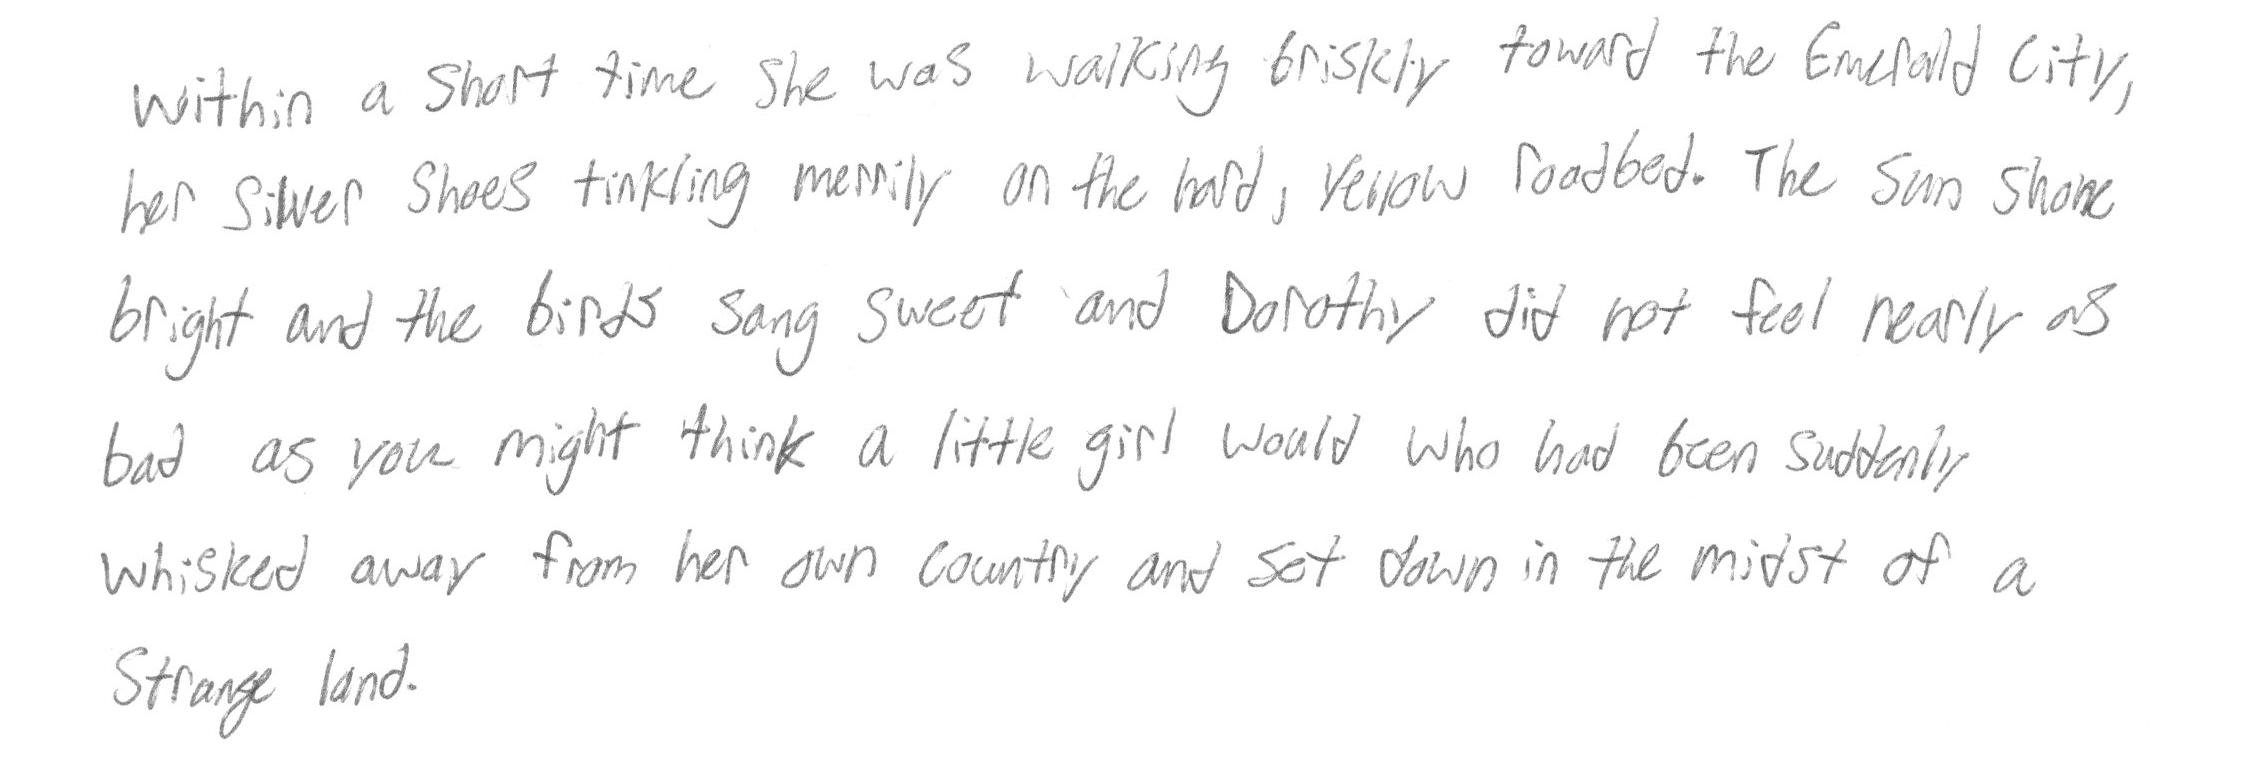 Within a short time she was walking briskly toward the Emerald City,
her Silver Shoes tinkling merrily on the hard, yellow roadbed. The sun shone
bright and the birds sang sweet and Dorothy did not feel nearly as
bad as you might think a little girl would who had been suddenly
whisked away from her own country and set down in the midst of a
strange land.